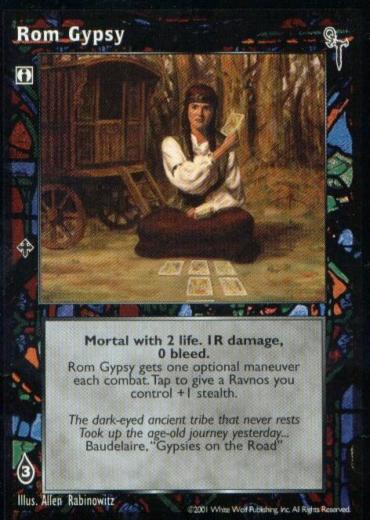 Rom Gypsy
Mortal with 2 life. 1R damage,
0 bleed.
Rom Gypsy gets one optional maneuver
each combat. Tap to give a Ravnos you
control +1 stealth.
The dark-eyed ancient tribe that never rests
Took up the age-old journey yesterday...
Baudelaire, "Gypsies on the Road"
3
Illus. Allen Rabinowitz
©2001 White Wolf Publishing, Inc. All Rights Reserved.